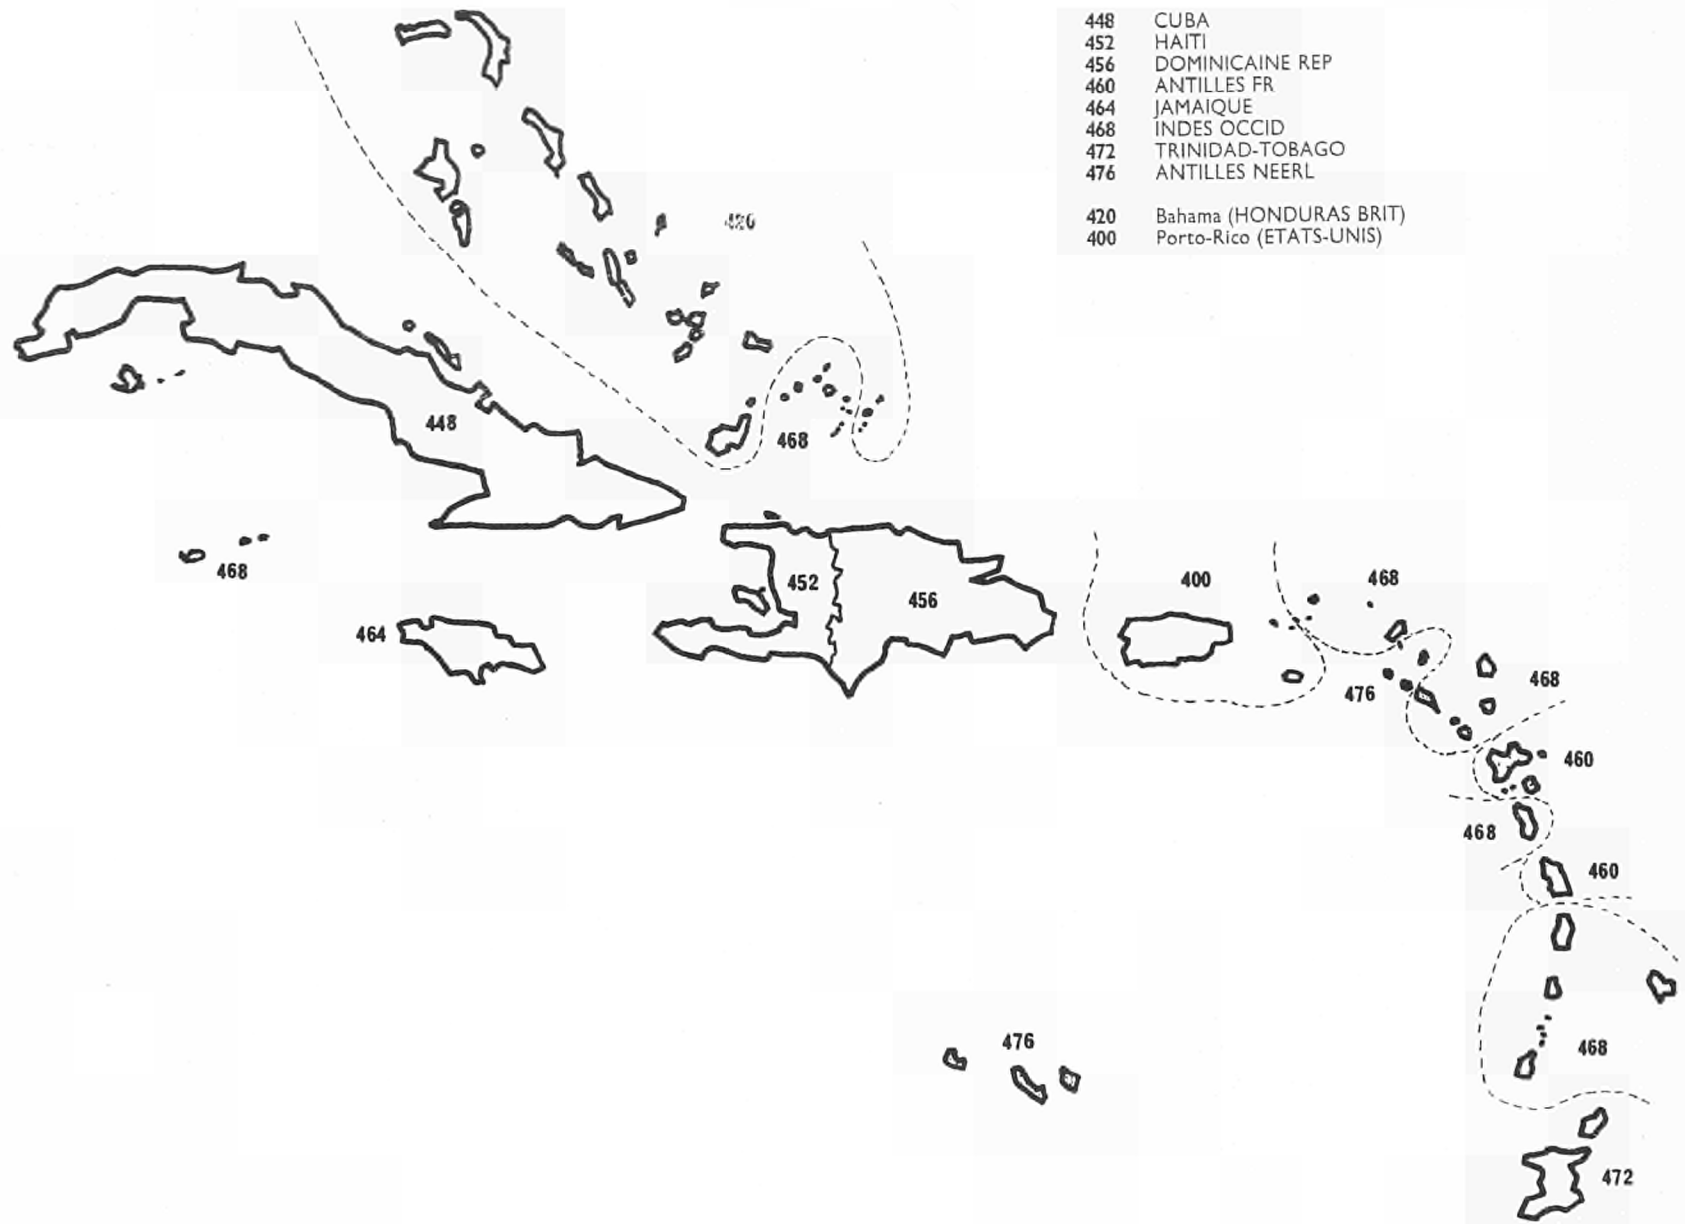 448 CUBA
452 HAITI
456 DOMINICAINE REP
460 ANTILLES FR
464 JAMAIQUE
468 INDES OCCID
472 TRINIDAD-TOBAGO
476 ANTILLES NEERL
420 Bahama (HONDURAS BRIT)
400 Porto-Rico (ETATS-UNIS)
420
448
468
468
452
456
400
468
464
476
468
460
468
460
476
468
472